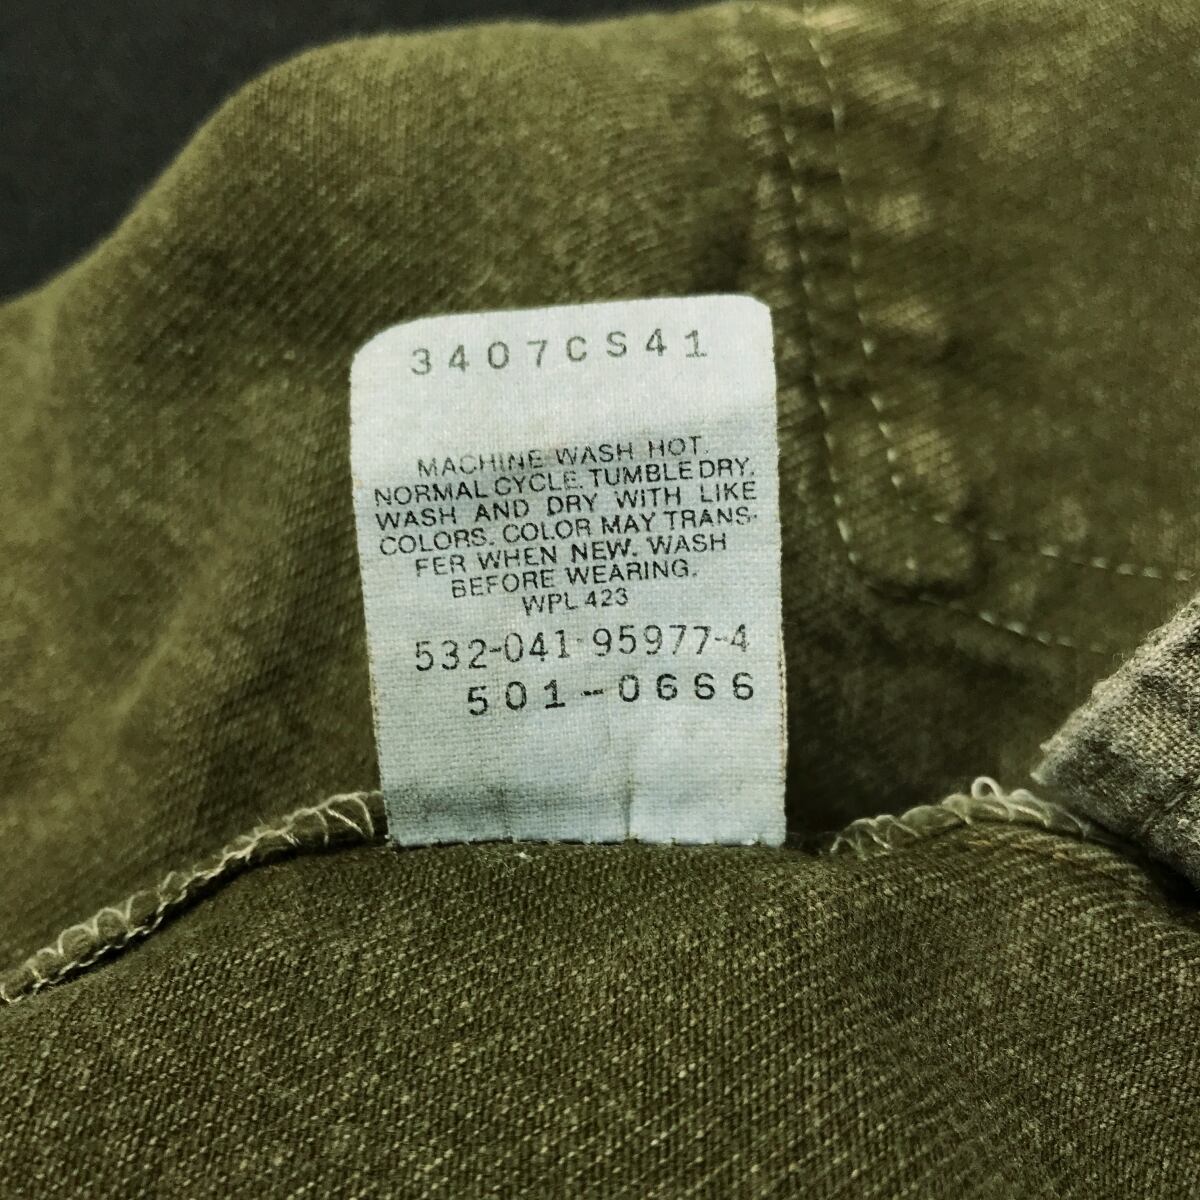 3407CS41
MACHINE WASH HOT.
NORMAL CYCLE. TUMBLE DRY.
WASH AND DRY WITH LIKE
COLORS. COLOR MAY TRANS-
FER WHEN NEW. WASH
BEFORE WEARING.
WPL 423
532-041-95977-4
501-0666